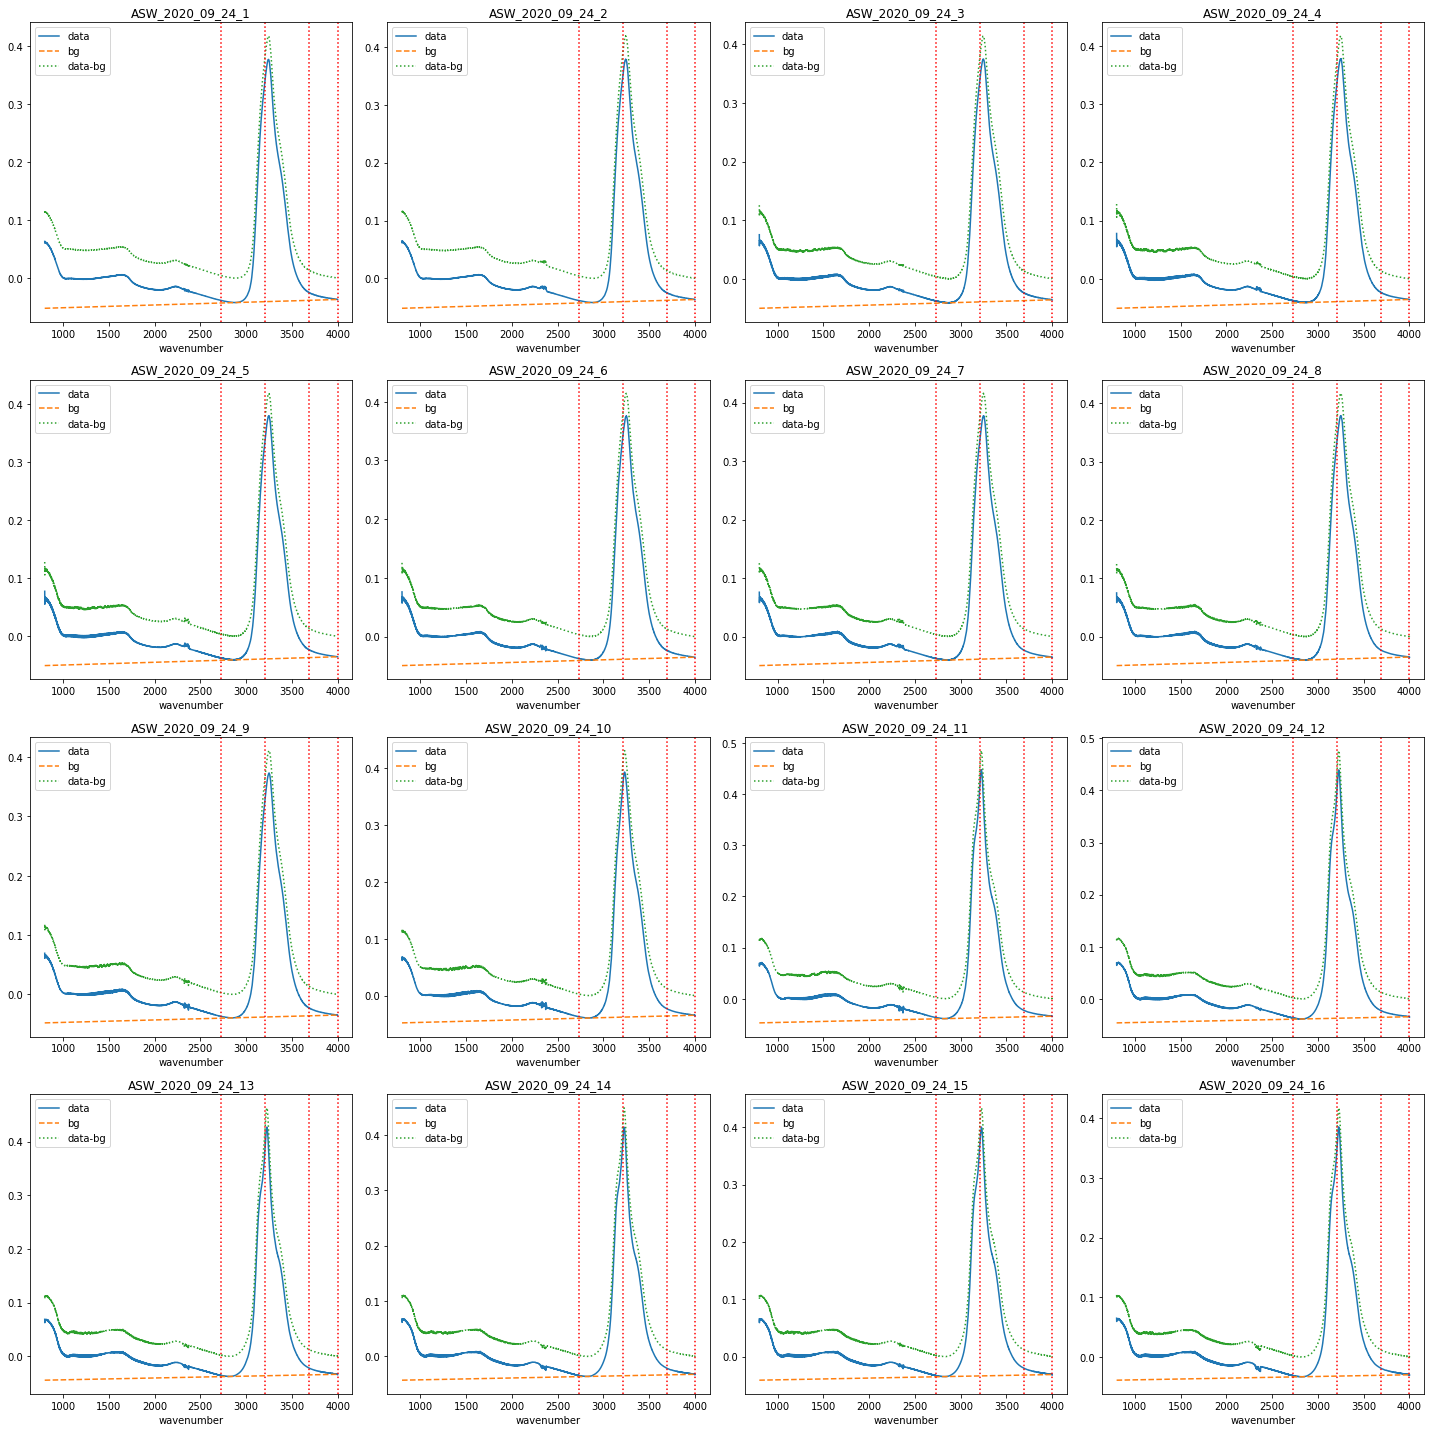 ASW_2020_09_24_1
ASW_2020_09_24_2
ASW_2020_09_24_3
ASW_2020_09_24_4
data
bg
data-bg
data
bg
data-bg
data
bg
data-bg
data
bg
data-bg
0.4
0.3
0.2
0.1
0.0
0.4
0.3
0.2
0.1
0.0
0.4
0.3
0.2
0.1
0.0
0.4
0.3
0.2
0.1
0.0
1000 1500 2000 2500 3000 3500 4000
1000 1500 2000 2500 3000 3500 4000
1000 1500 2000 2500 3000 3500 4000
1000 1500 2000 2500 3000 3500 4000
wavenumber
wavenumber
wavenumber
wavenumber
ASW_2020_09_24_5
ASW_2020_09_24_6
ASW_2020_09_24_7
ASW_2020_09_24_8
data
bg
data-bg
data
bg
data-bg
data
bg
data-bg
data
bg
data-bg
0.4
0.3
0.2
0.1
0.0
0.4
0.3
0.2
0.1
0.0
0.4
0.3
0.2
0.1
0.0
0.4
0.3
0.2
0.1
0.0
1000 1500 2000 2500 3000 3500 4000
1000 1500 2000 2500 3000 3500 4000
1000 1500 2000 2500 3000 3500 4000
1000 1500 2000 2500 3000 3500 4000
wavenumber
wavenumber
wavenumber
wavenumber
ASW_2020_09_24_9
ASW_2020_09_24_10
ASW_2020_09_24_11
ASW_2020_09_24_12
data
bg
data-bg
data
bg
data-bg
data
bg
data-bg
data
bg
data-bg
0.4
0.3
0.2
0.1
0.0
0.4
0.3
0.2
0.1
0.0
0.5
0.4
0.3
0.2
0.1
0.0
0.5
0.4
0.3
0.2
0.1
0.0
1000 1500 2000 2500 3000 3500 4000
1000 1500 2000 2500 3000 3500 4000
1000 1500 2000 2500 3000 3500 4000
1000 1500 2000 2500 3000 3500 4000
wavenumber
wavenumber
wavenumber
wavenumber
ASW_2020_09_24_13
ASW_2020_09_24_14
ASW_2020_09_24_15
ASW_2020_09_24_16
data
bg
data-bg
data
bg
data-bg
data
bg
data-bg
data
bg
data-bg
0.4
0.3
0.2
0.1
0.0
0.4
0.3
0.2
0.1
0.0
0.4
0.3
0.2
0.1
0.0
0.4
0.3
0.2
0.1
0.0
1000 1500 2000 2500 3000 3500 4000
1000 1500 2000 2500 3000 3500 4000
1000 1500 2000 2500 3000 3500 4000
1000 1500 2000 2500 3000 3500 4000
wavenumber
wavenumber
wavenumber
wavenumber